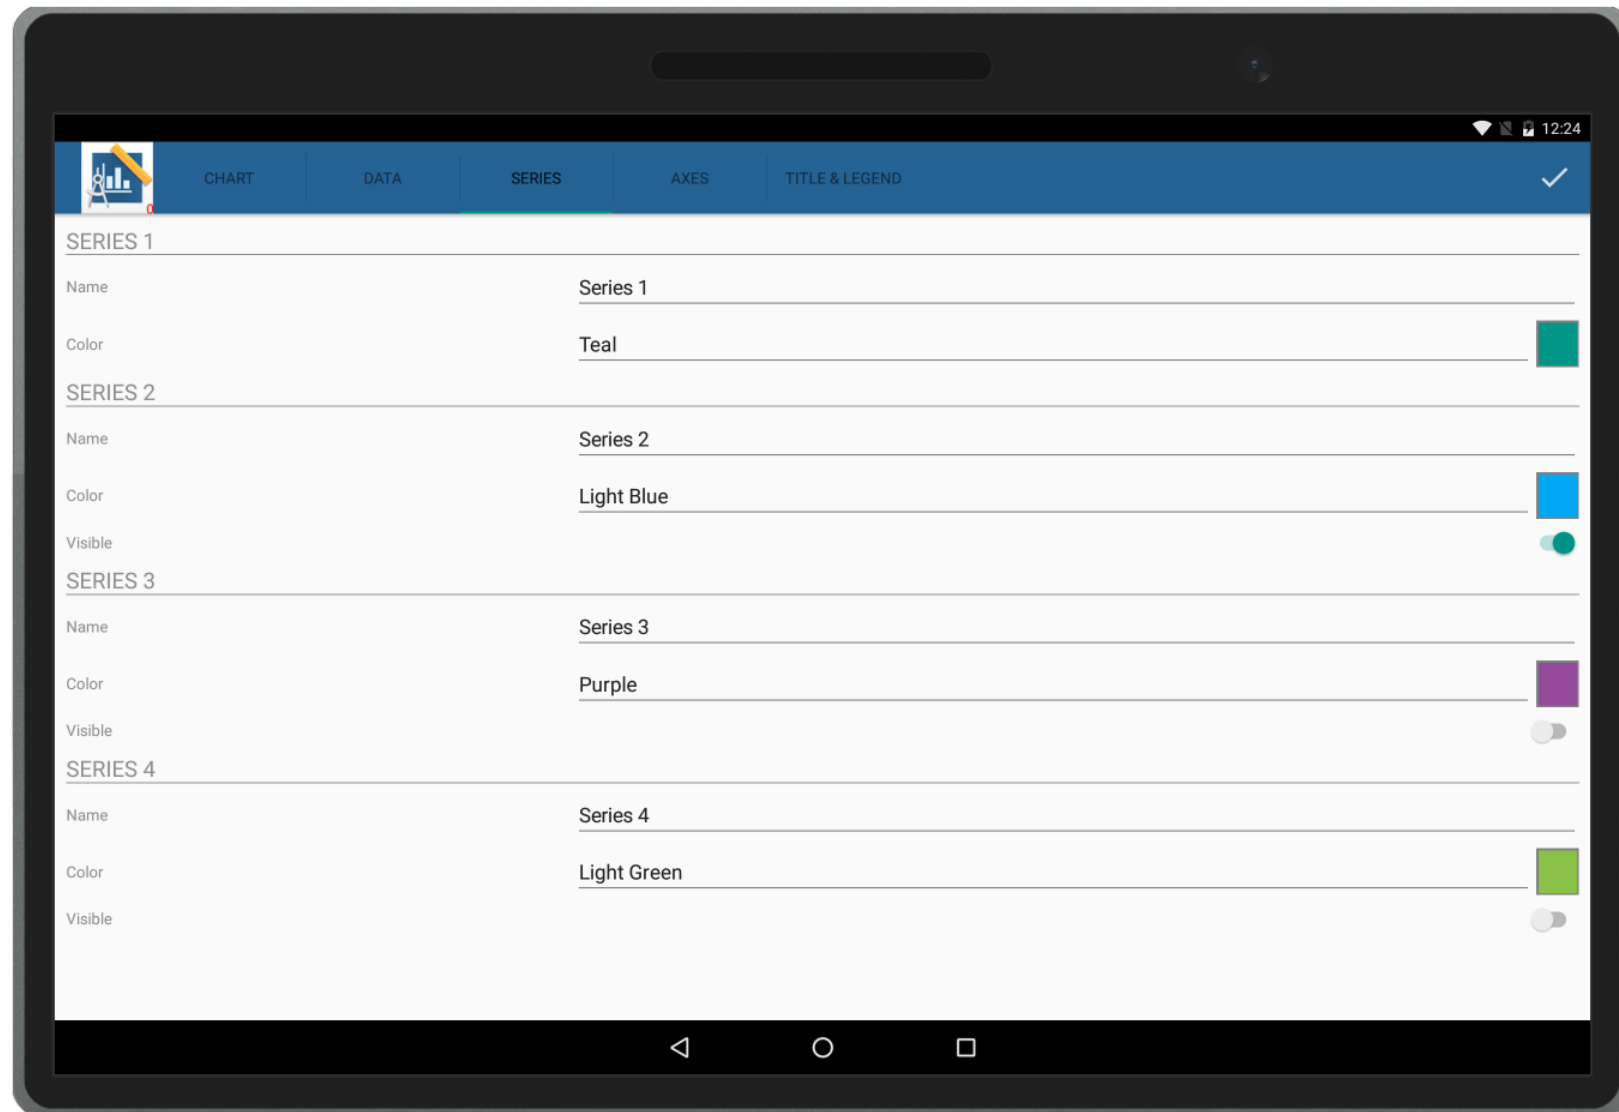 12:24
0
CHART DATA SERIES AXES TITLE & LEGEND
SERIES 1
Name Series 1
Color Teal
SERIES 2
Name Series 2
Color Light Blue
Visible
SERIES 3
Name Series 3
Color Purple
Visible
SERIES 4
Name Series 4
Color Light Green
Visible